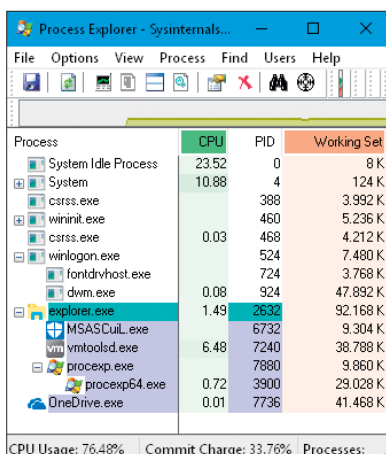 Process Explorer - Sysinternals...
File Options View Process Find Users Help
Process CPU PID Working Set
System Idle Process 23.52 0 8 K
System 10.88 4 124 K
csrss.exe 388 3.992 K
wininit.exe 460 5.236 K
csrss.exe 0.03 468 4.212 K
winlogon.exe 524 7.480 K
fontdrvhost.exe 724 3.768 K
dwm.exe 0.08 924 47.892 K
explorer.exe 1.49 2632 92.168 K
MSASCuiL.exe 6732 9.304 K
vm vmtoolsd.exe 6.48 7240 38.788 K
procexp.exe 7880 9.860 K
procexp64.exe 0.72 3900 29.028 K
OneDrive.exe 0.01 7736 41.468 K
CPU Usage: 76.48% Commit Charge: 33.76% Processes: